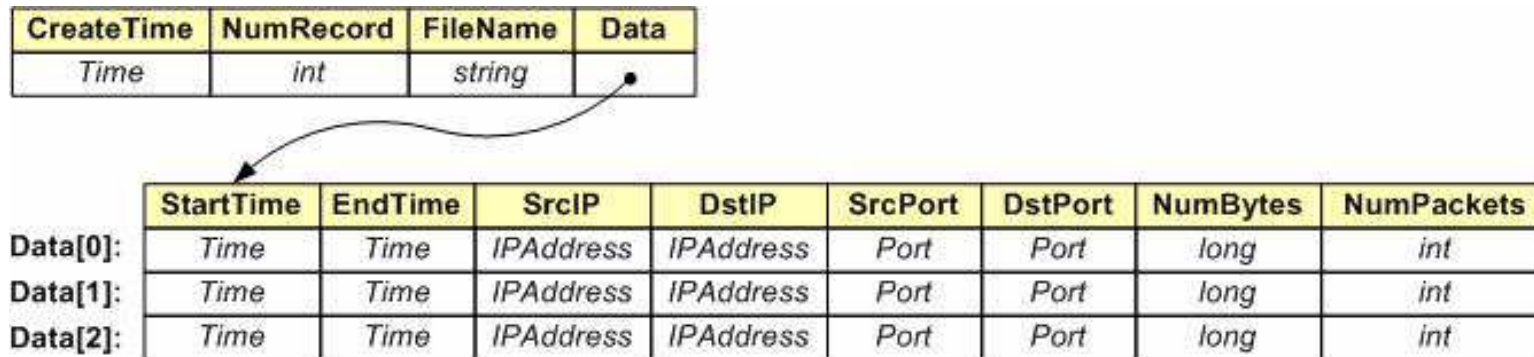 CreateTime NumRecord FileName Data
Time int string
StartTime EndTime SrcIP DstIP SrcPort DstPort NumBytes NumPackets
Data[0]: Time Time IPAddress IPAddress Port Port long int
Data[1]: Time Time IPAddress IPAddress Port Port long int
Data[2]: Time Time IPAddress IPAddress Port Port long int